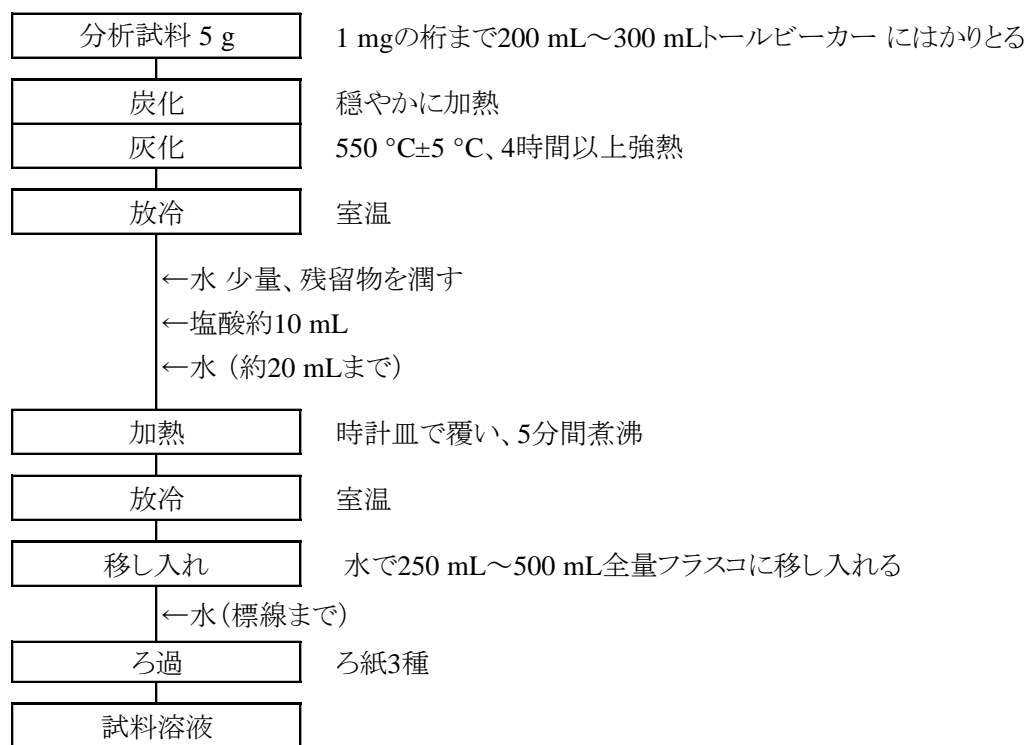 分析試料 5 g 1 mgの桁まで200 mL～300 mLトールビーカー にはかりとる
炭化 穏やかに加熱
灰化 550 °C±5 °C、4時間以上強熱
放冷 室温
←水 少量、残留物を潤す
←塩酸約10 mL
←水（約20 mLまで）
加熱 時計皿で覆い、5分間煮沸
放冷 室温
移し入れ 水で250 mL～500 mL全量フラスコに移し入れる
←水（標線まで）
ろ過 ろ紙3種
試料溶液